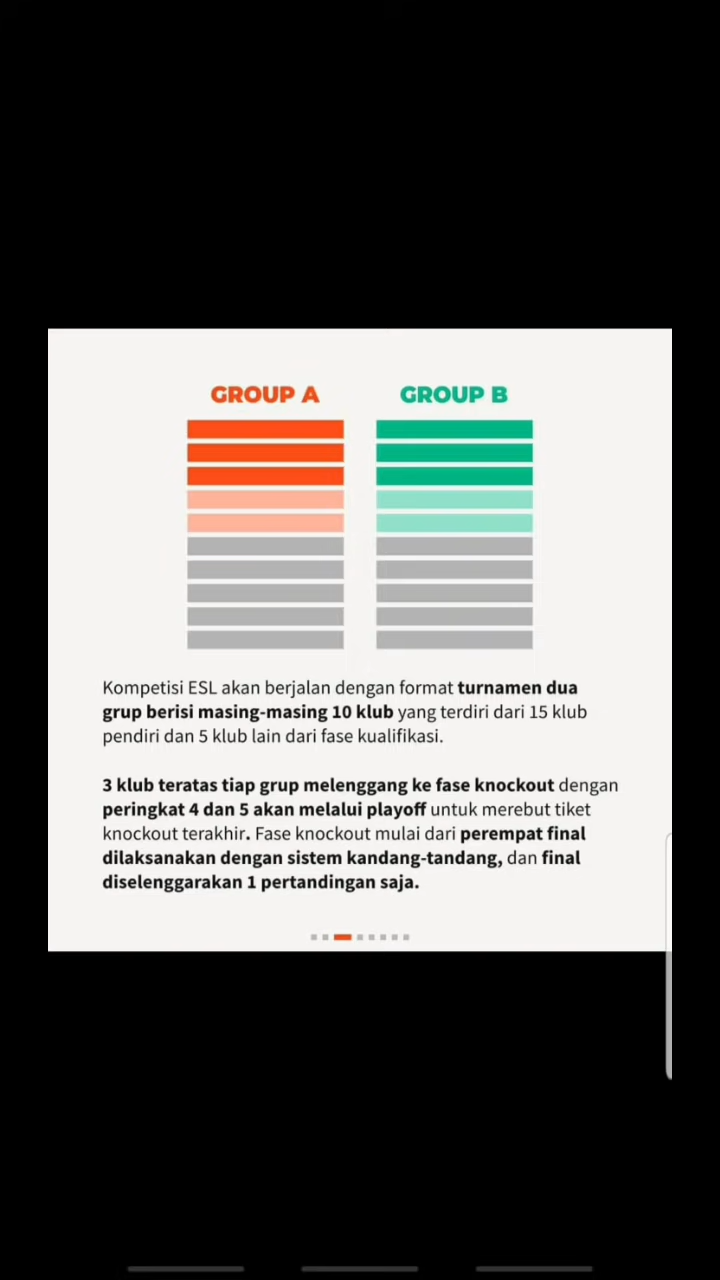 GROUP A GROUP B
Kompetisi ESL akan berjalan dengan format turnamen dua
grup berisi masing-masing 10 klub yang terdiri dari 15 klub
pendiri dan 5 klub lain dari fase kualifikasi.
3 klub teratas tiap grup melenggang ke fase knockout dengan
peringkat 4 dan 5 akan melalui playoff untuk merebut tiket
knockout terakhir. Fase knockout mulai dari perempat final
dilaksanakan dengan sistem kandang-tandang, dan final
diselenggarakan 1 pertandingan saja.